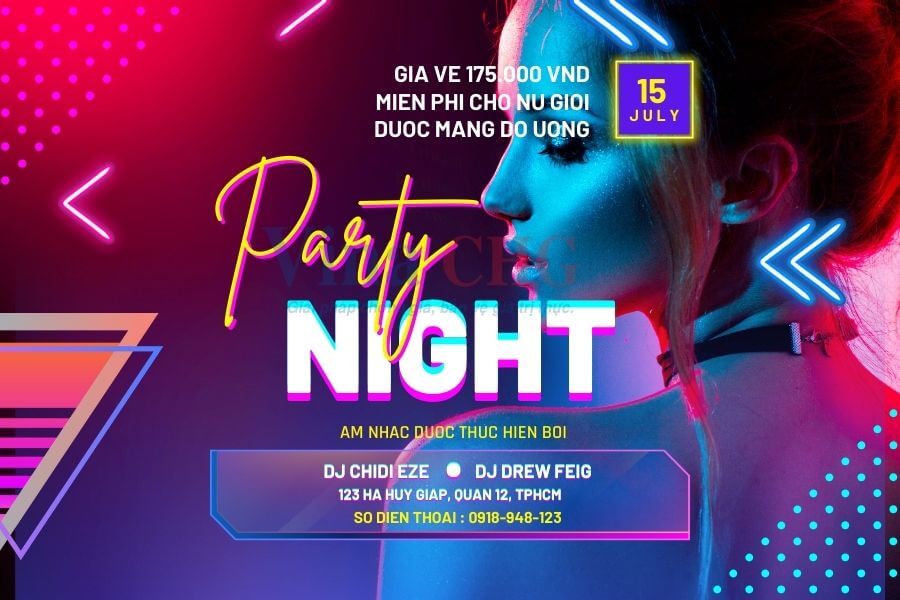 GIA VE 175.000 VND
MIEN PHI CHO NU GIOI
DUOC MANG DO UONG
15
JULY
Party
NIGHT
AM NHAC DUOC THUC HIEN BOI
DJ CHIDI EZE DJ DREW FEIG
123 HA HUY GIAP, QUAN 12, TPHCM
SO DIEN THOAI : 0918-948-123